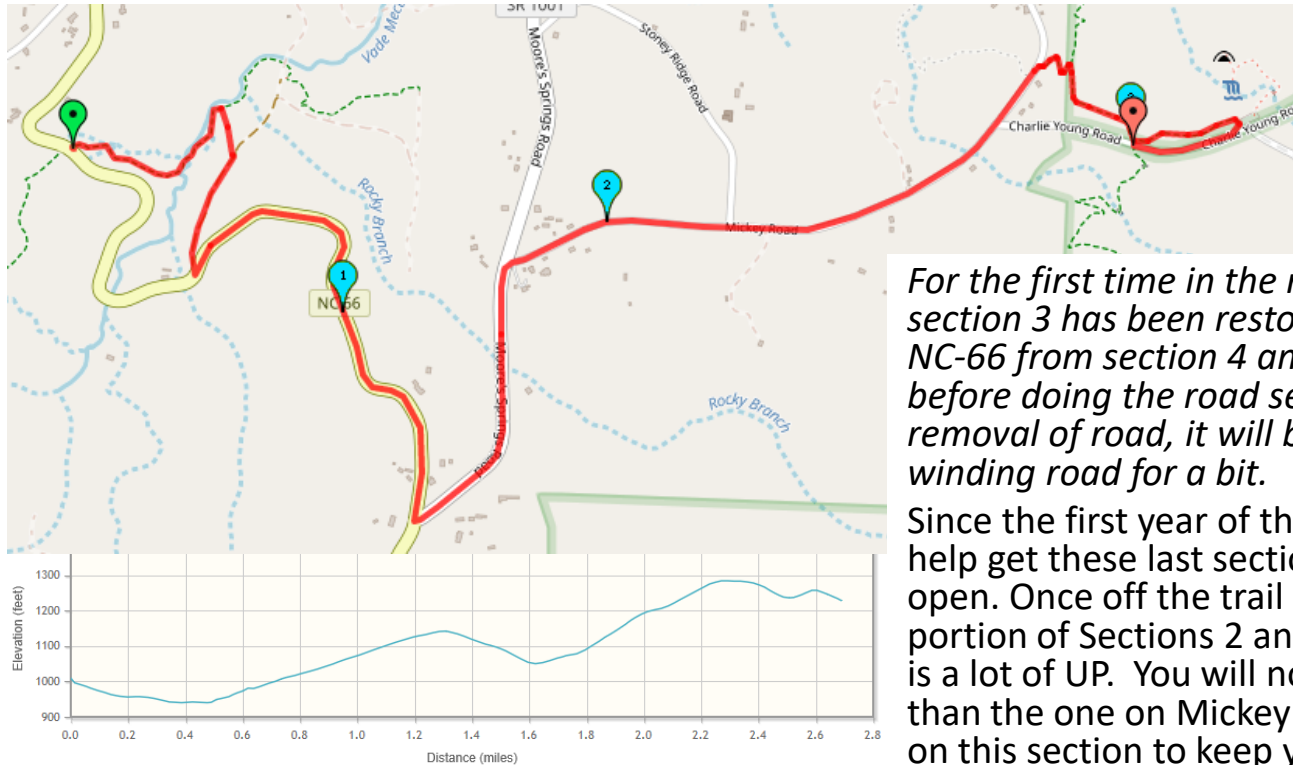 SR 1001
Vade Mec
Stoney Ridge Road
Moore's Springs Road
Charlie Young Road
Charlie Young Ro
Rocky Branch
2
Mickey Road
1
NC 66
Moore's Springs Road
Rocky Branch
For the first time in the r
section 3 has been resto
NC-66 from section 4 an
before doing the road se
removal of road, it will b
winding road for a bit.
Since the first year of th
help get these last sectio
open. Once off the trail
portion of Sections 2 an
is a lot of UP.  You will no
than the one on Mickey
on this section to keep y
Elevation (feet)
1300
1200
1100
1000
900
0.0 0.2 0.4 0.6 0.8 1.0 1.2 1.4 1.6 1.8 2.0 2.2 2.4 2.6 2.8
Distance (miles)